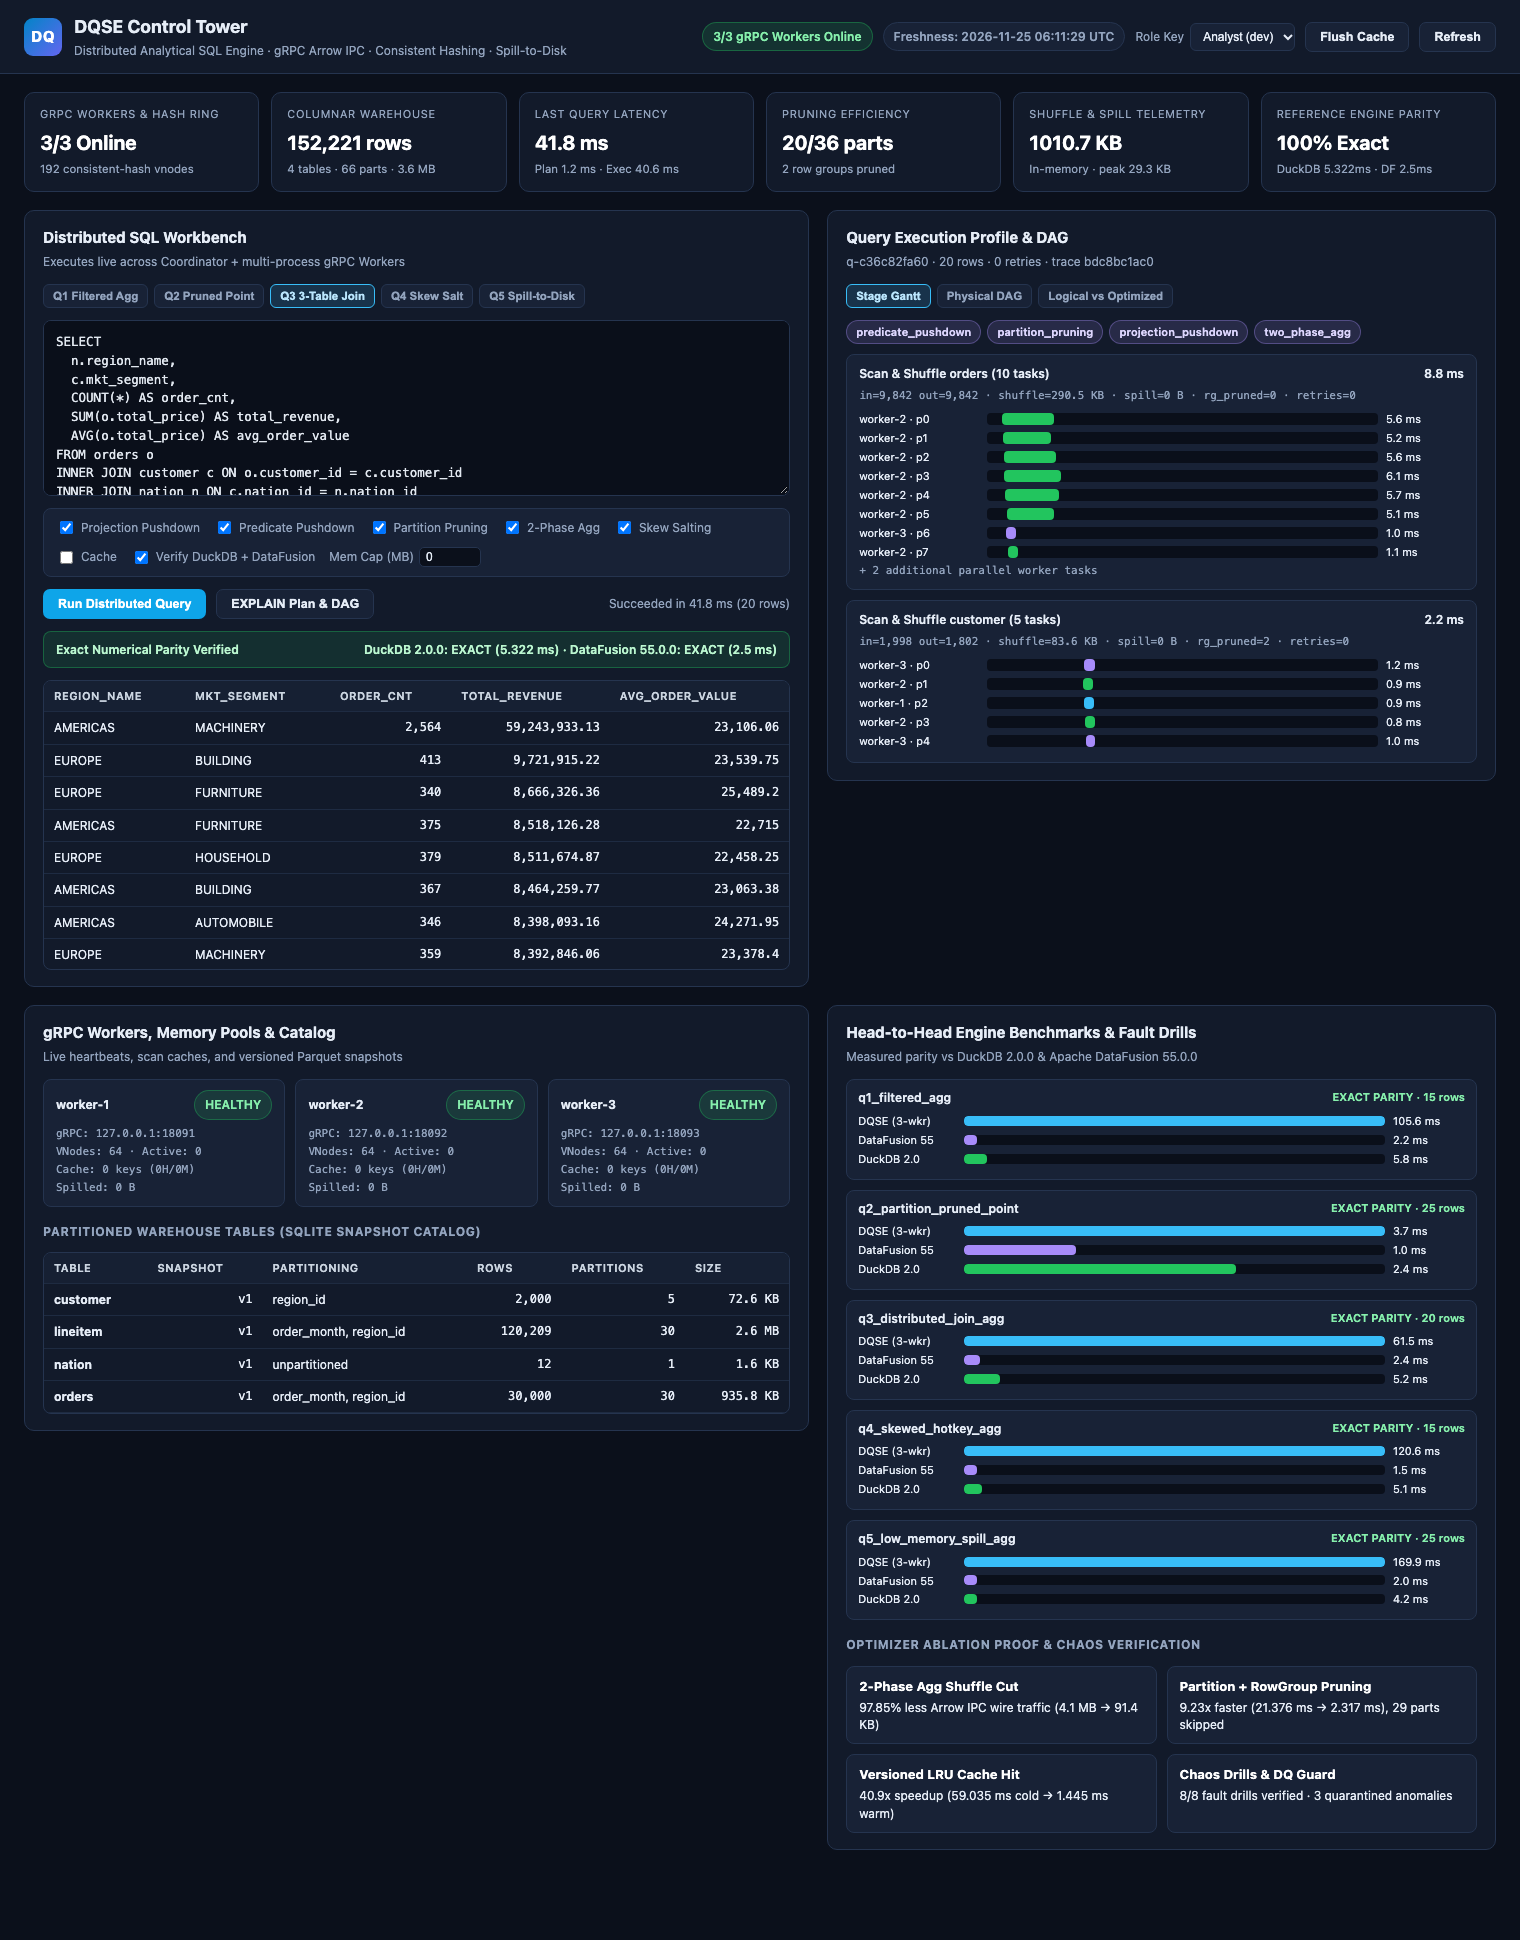 DQ
DQSE Control Tower
Distributed Analytical SQL Engine · gRPC Arrow IPC · Consistent Hashing · Spill-to-Disk
3/3 gRPC Workers Online
Freshness: 2026-11-25 06:11:29 UTC
Role Key
Analyst (dev)
Flush Cache
Refresh
GRPC WORKERS & HASH RING
3/3 Online
192 consistent-hash vnodes
COLUMNAR WAREHOUSE
152,221 rows
4 tables · 66 parts · 3.6 MB
LAST QUERY LATENCY
41.8 ms
Plan 1.2 ms · Exec 40.6 ms
PRUNING EFFICIENCY
20/36 parts
2 row groups pruned
SHUFFLE & SPILL TELEMETRY
1010.7 KB
In-memory · peak 29.3 KB
REFERENCE ENGINE PARITY
100% Exact
DuckDB 5.322ms · DF 2.5ms
Distributed SQL Workbench
Executes live across Coordinator + multi-process gRPC Workers
Q1 Filtered Agg
Q2 Pruned Point
Q3 3-Table Join
Q4 Skew Salt
Q5 Spill-to-Disk
SELECT
n.region_name,
c.mkt_segment,
COUNT(*) AS order_cnt,
SUM(o.total_price) AS total_revenue,
AVG(o.total_price) AS avg_order_value
FROM orders o
INNER JOIN customer c ON o.customer_id = c.customer_id
INNER JOIN nation n ON c.nation_id = n.nation_id
Projection Pushdown
Predicate Pushdown
Partition Pruning
2-Phase Agg
Skew Salting
Cache
Verify DuckDB + DataFusion
Mem Cap (MB)
0
Run Distributed Query
EXPLAIN Plan & DAG
Succeeded in 41.8 ms (20 rows)
Exact Numerical Parity Verified
DuckDB 2.0.0: EXACT (5.322 ms) · DataFusion 55.0.0: EXACT (2.5 ms)
REGION_NAME MKT_SEGMENT ORDER_CNT TOTAL_REVENUE AVG_ORDER_VALUE
AMERICAS MACHINERY 2,564 59,243,933.13 23,106.06
EUROPE BUILDING 413 9,721,915.22 23,539.75
EUROPE FURNITURE 340 8,666,326.36 25,489.2
AMERICAS FURNITURE 375 8,518,126.28 22,715
EUROPE HOUSEHOLD 379 8,511,674.87 22,458.25
AMERICAS BUILDING 367 8,464,259.77 23,063.38
AMERICAS AUTOMOBILE 346 8,398,093.16 24,271.95
EUROPE MACHINERY 359 8,392,846.06 23,378.4
Query Execution Profile & DAG
q-c36c82fa60 · 20 rows · 0 retries · trace bdc8bc1ac0
Stage Gantt
Physical DAG
Logical vs Optimized
predicate_pushdown
partition_pruning
projection_pushdown
two_phase_agg
Scan & Shuffle orders (10 tasks) 8.8 ms
in=9,842 out=9,842 · shuffle=290.5 KB · spill=0 B · rg_pruned=0 · retries=0
worker-2 · p0 5.6 ms
worker-2 · p1 5.2 ms
worker-2 · p2 5.6 ms
worker-2 · p3 6.1 ms
worker-2 · p4 5.7 ms
worker-2 · p5 5.1 ms
worker-3 · p6 1.0 ms
worker-2 · p7 1.1 ms
+ 2 additional parallel worker tasks
Scan & Shuffle customer (5 tasks) 2.2 ms
in=1,998 out=1,802 · shuffle=83.6 KB · spill=0 B · rg_pruned=2 · retries=0
worker-3 · p0 1.2 ms
worker-2 · p1 0.9 ms
worker-1 · p2 0.9 ms
worker-2 · p3 0.8 ms
worker-3 · p4 1.0 ms
gRPC Workers, Memory Pools & Catalog
Live heartbeats, scan caches, and versioned Parquet snapshots
worker-1 HEALTHY
gRPC: 127.0.0.1:18091
VNodes: 64 · Active: 0
Cache: 0 keys (0H/0M)
Spilled: 0 B
worker-2 HEALTHY
gRPC: 127.0.0.1:18092
VNodes: 64 · Active: 0
Cache: 0 keys (0H/0M)
Spilled: 0 B
worker-3 HEALTHY
gRPC: 127.0.0.1:18093
VNodes: 64 · Active: 0
Cache: 0 keys (0H/0M)
Spilled: 0 B
PARTITIONED WAREHOUSE TABLES (SQLITE SNAPSHOT CATALOG)
TABLE SNAPSHOT PARTITIONING ROWS PARTITIONS SIZE
customer v1 region_id 2,000 5 72.6 KB
lineitem v1 order_month, region_id 120,209 30 2.6 MB
nation v1 unpartitioned 12 1 1.6 KB
orders v1 order_month, region_id 30,000 30 935.8 KB
Head-to-Head Engine Benchmarks & Fault Drills
Measured parity vs DuckDB 2.0.0 & Apache DataFusion 55.0.0
q1_filtered_agg EXACT PARITY · 15 rows
DQSE (3-wkr) 105.6 ms
DataFusion 55 2.2 ms
DuckDB 2.0 5.8 ms
q2_partition_pruned_point EXACT PARITY · 25 rows
DQSE (3-wkr) 3.7 ms
DataFusion 55 1.0 ms
DuckDB 2.0 2.4 ms
q3_distributed_join_agg EXACT PARITY · 20 rows
DQSE (3-wkr) 61.5 ms
DataFusion 55 2.4 ms
DuckDB 2.0 5.2 ms
q4_skewed_hotkey_agg EXACT PARITY · 15 rows
DQSE (3-wkr) 120.6 ms
DataFusion 55 1.5 ms
DuckDB 2.0 5.1 ms
q5_low_memory_spill_agg EXACT PARITY · 25 rows
DQSE (3-wkr) 169.9 ms
DataFusion 55 2.0 ms
DuckDB 2.0 4.2 ms
OPTIMIZER ABLATION PROOF & CHAOS VERIFICATION
2-Phase Agg Shuffle Cut
97.85% less Arrow IPC wire traffic (4.1 MB → 91.4
KB)
Partition + RowGroup Pruning
9.23x faster (21.376 ms → 2.317 ms), 29 parts
skipped
Versioned LRU Cache Hit
40.9x speedup (59.035 ms cold → 1.445 ms
warm)
Chaos Drills & DQ Guard
8/8 fault drills verified · 3 quarantined anomalies